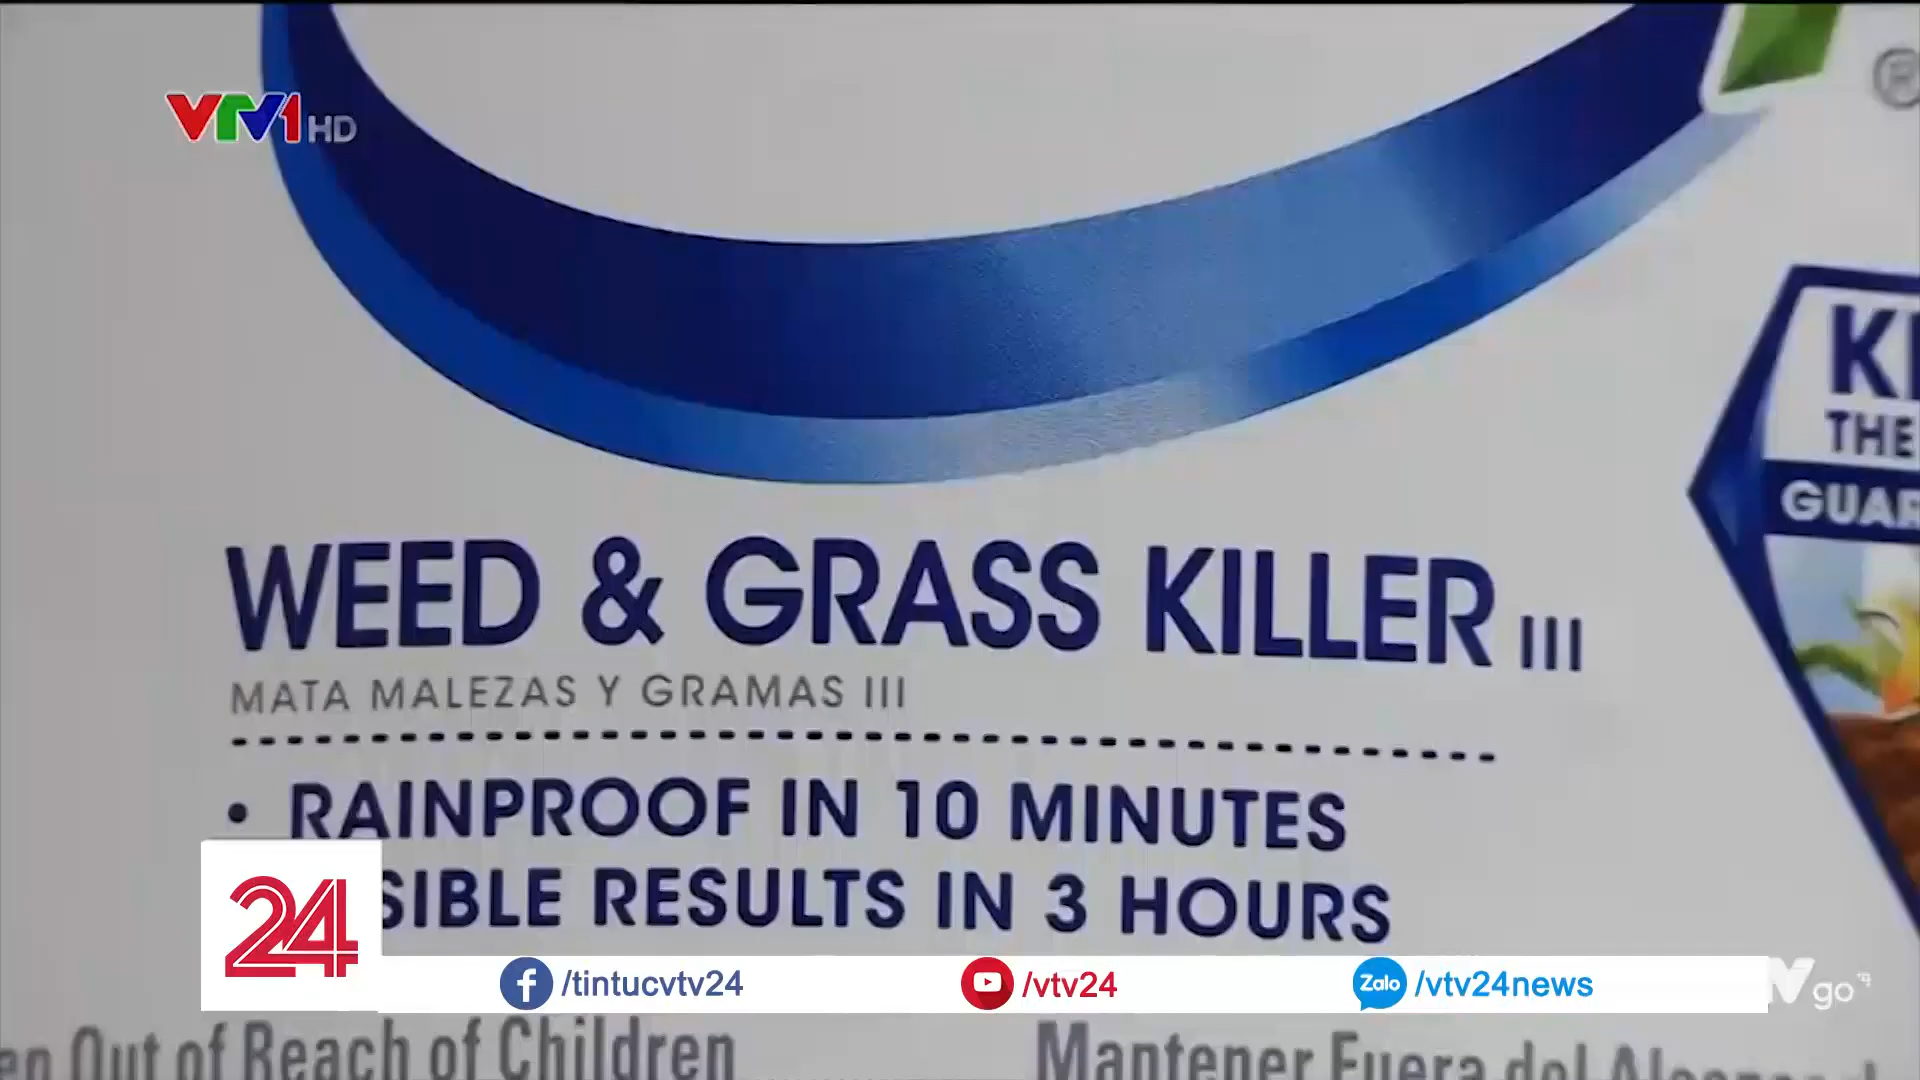 VTV1 HD
®
KI
THE
GUAR
WEED & GRASS KILLER III
MATA MALEZAS Y GRAMAS III
• RAINPROOF IN 10 MINUTES
SIBLE RESULTS IN 3 HOURS
24
/tintucvtv24
/vtv24
Zalo /vtv24news
go
Out of Reach of Children
Mantener Fuera del